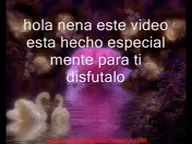 hola nena este video
esta hecho especial
mente para ti
disfutalo